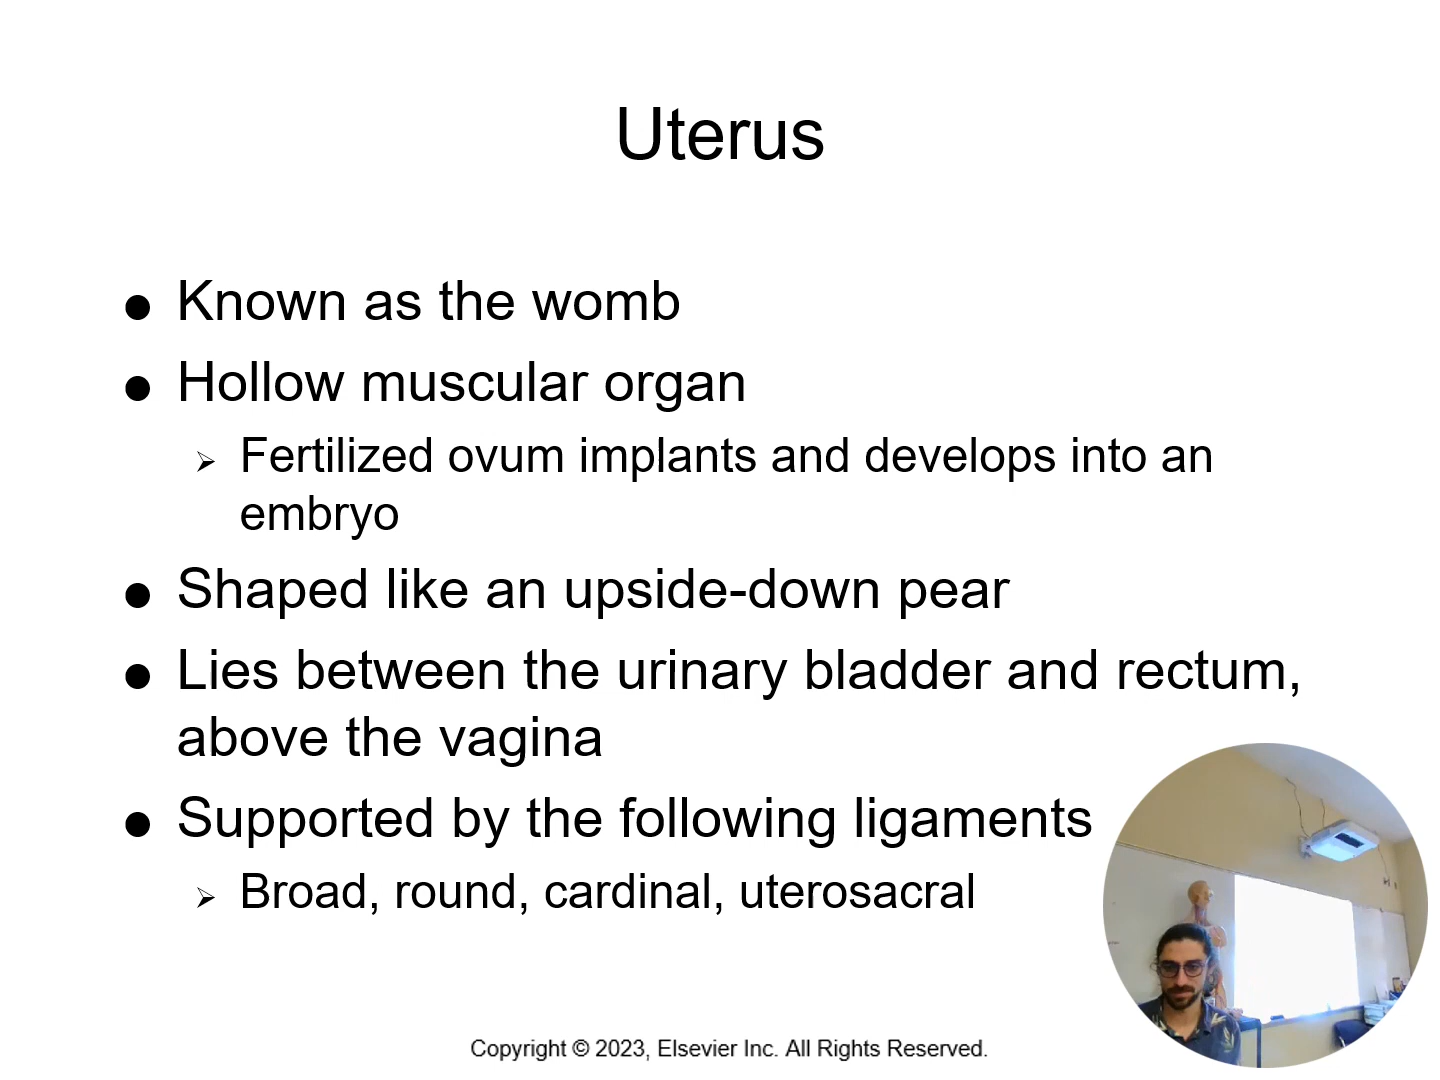 Uterus
● Known as the womb
● Hollow muscular organ
➢ Fertilized ovum implants and develops into an
embryo
● Shaped like an upside-down pear
● Lies between the urinary bladder and rectum,
above the vagina
● Supported by the following ligaments
➢ Broad, round, cardinal, uterosacral
Copyright © 2023, Elsevier Inc. All Rights Reserved.